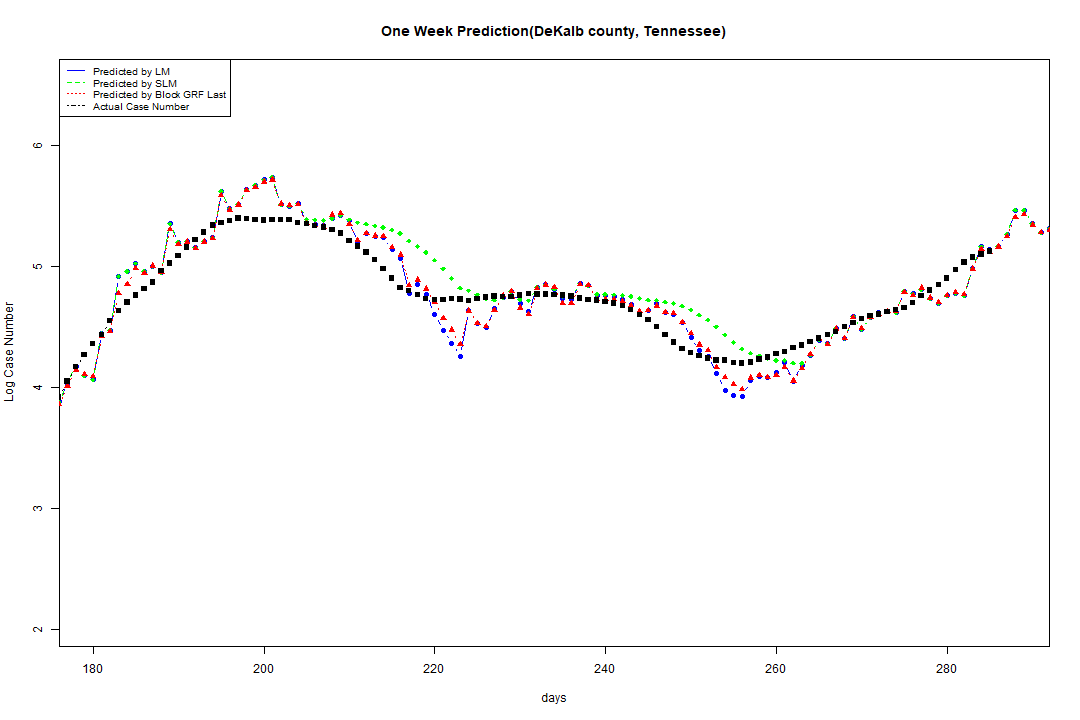 One Week Prediction(DeKalb county, Tennessee)
Predicted by LM
Predicted by SLM
Predicted by Block GRF Last
Actual Case Number
6
5
4
3
2
Log Case Number
180 200 220 240 260 280
days